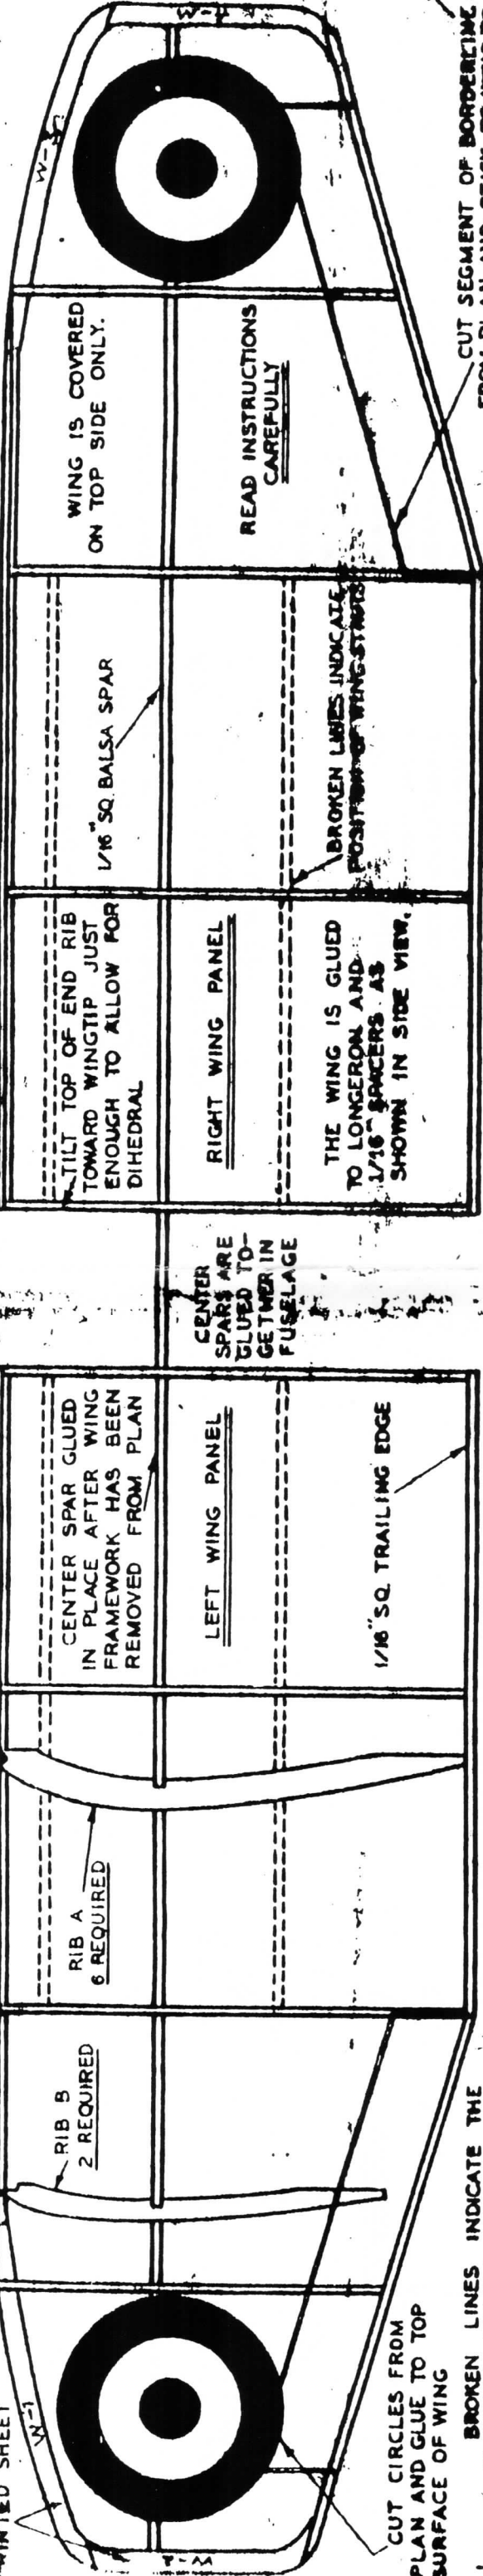 WING IS COVERED
ON TOP SIDE ONLY.
READ INSTRUCTIONS
CAREFULLY
CUT SEGMENT OF BORDERLINE
1/16" SQ. BALSA SPAR
BROKEN LINES INDICATE
POSITION OF WING STRUTS
TILT TOP OF END RIB
TOWARD WINGTIP JUST
ENOUGH TO ALLOW FOR
DIHEDRAL
RIGHT WING PANEL
THE WING IS GLUED
TO LONGERON AND
1/16" SPACERS AS
SHOWN IN SIDE VIEW.
CENTER
SPARS ARE
GLUED TO-
GETHER IN
FUSELAGE
CENTER SPAR GLUED
IN PLACE AFTER WING
FRAMEWORK HAS BEEN
REMOVED FROM PLAN
LEFT WING PANEL
1/16" SQ TRAILING EDGE
RIB A
6 REQUIRED
RIB B
2 REQUIRED
SHEET
W-1
CUT CIRCLES FROM
PLAN AND GLUE TO TOP
SURFACE OF WING
BROKEN LINES INDICATE THE